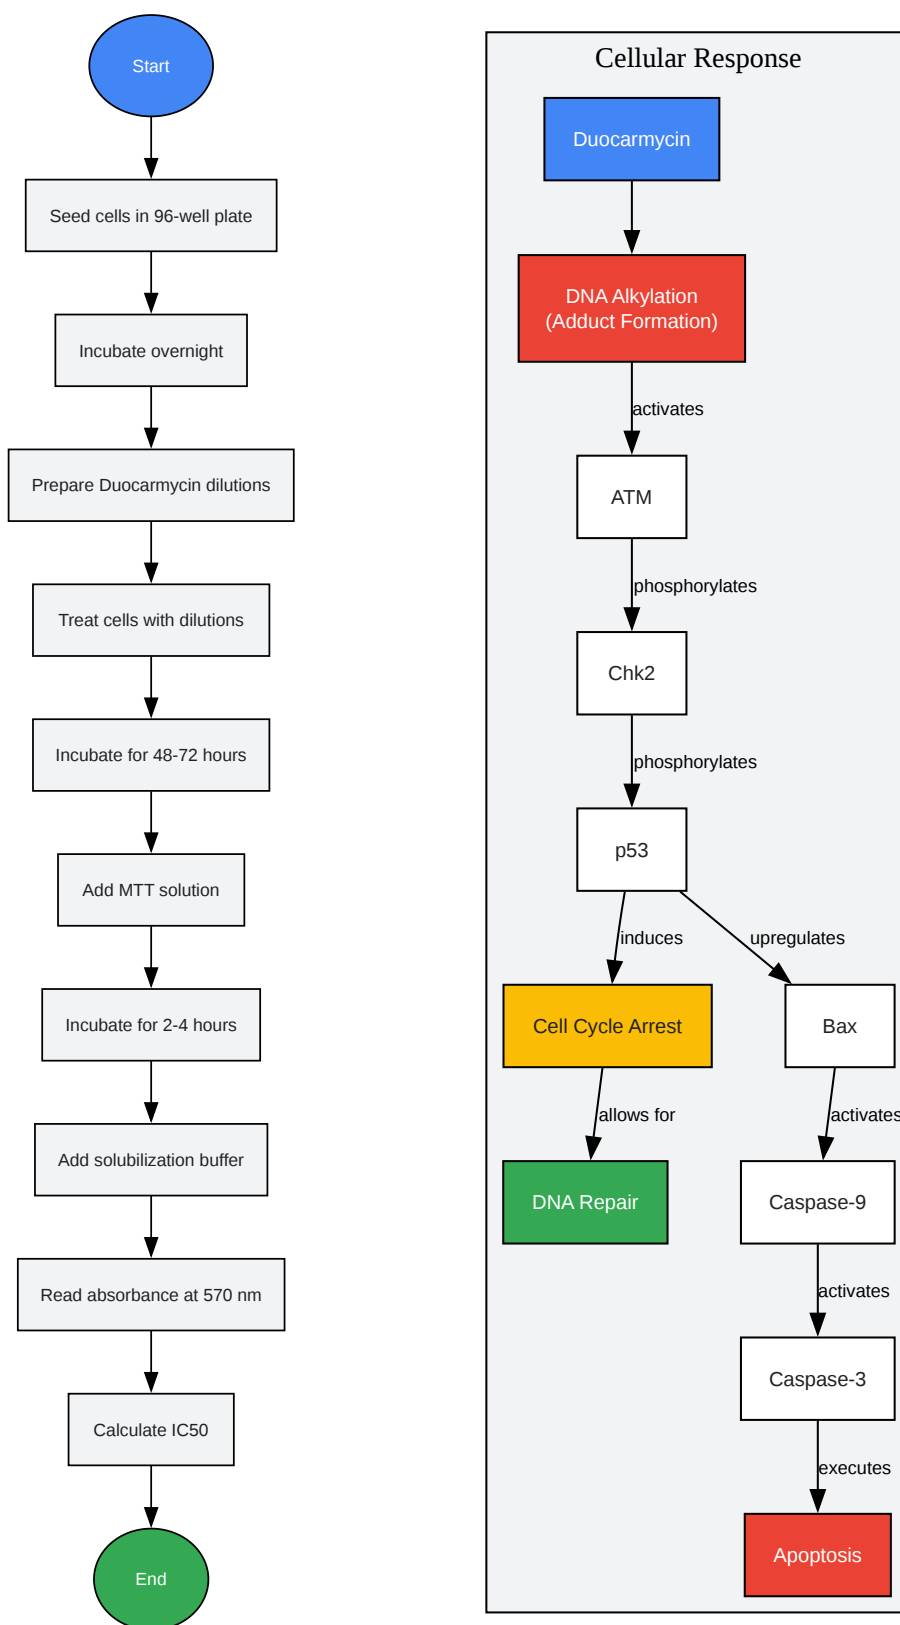 Start
Seed cells in 96-well plate
Incubate overnight
Prepare Duocarmycin dilutions
Treat cells with dilutions
Incubate for 48-72 hours
Add MTT solution
Incubate for 2-4 hours
Add solubilization buffer
Read absorbance at 570 nm
Calculate IC50
End
Cellular Response
Duocarmycin
DNA Alkylation
(Adduct Formation)
activates
ATM
phosphorylates
Chk2
phosphorylates
p53
induces
upregulates
Cell Cycle Arrest
Bax
allows for
activates
DNA Repair
Caspase-9
activates
Caspase-3
executes
Apoptosis